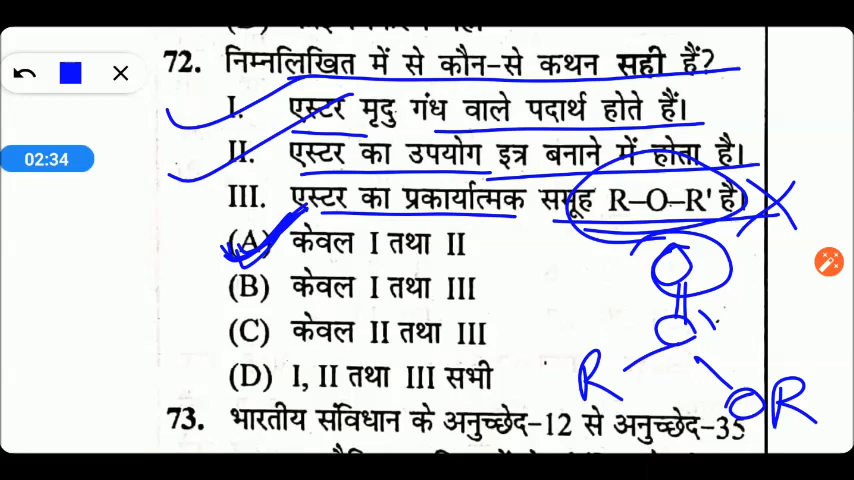 72. निम्नलिखित में से कौन-से कथन सही हैं?
I. एस्टर मृदु गंध वाले पदार्थ होते हैं।
02:34
II. एस्टर का उपयोग इत्र बनाने में होता है।
III. एस्टर का प्रकार्यात्मक समूह R–O–R' है।
(A) केवल I तथा II
(B) केवल I तथा III
(C) केवल II तथा III
(D) I, II तथा III सभी
O
C
R
OR
73. भारतीय संविधान के अनुच्छेद-12 से अनुच्छेद-35